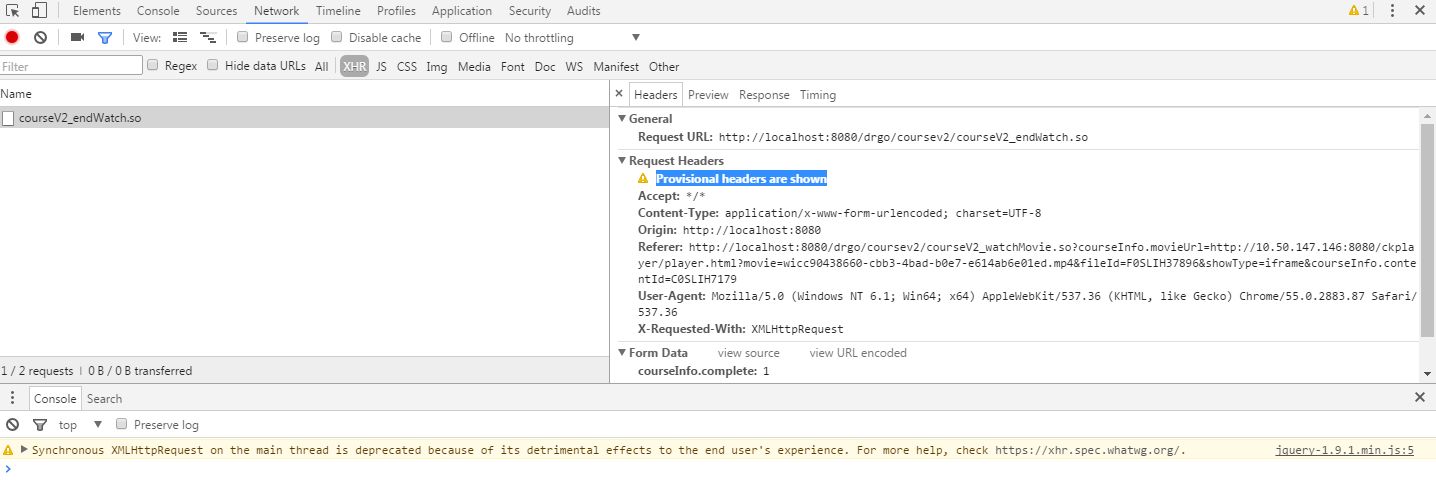 Elements Console Sources Network Timeline Profiles Application Security Audits 1
View: Preserve log Disable cache Offline No throttling
Filter Regex Hide data URLs All XHR JS CSS Img Media Font Doc WS Manifest Other
Name
courseV2_endWatch.so
1 / 2 requests | 0 B / 0 B transferred
Headers Preview Response Timing
General
Request URL: http://localhost:8080/drgo/coursev2/courseV2_endWatch.so
Request Headers
Provisional headers are shown
Accept: */*
Content-Type: application/x-www-form-urlencoded; charset=UTF-8
Origin: http://localhost:8080
Referer: http://localhost:8080/drgo/coursev2/courseV2_watchMovie.so?courseInfo.movieUrl=http://10.50.147.146:8080/ckpla
yer/player.html?movie=wicc90438660-cbb3-4bad-b0e7-e614ab6e01ed.mp4&fileId=F0SLIH37896&showType=iframe&courseInfo.conte
ntId=C0SLIH7179
User-Agent: Mozilla/5.0 (Windows NT 6.1; Win64; x64) AppleWebKit/537.36 (KHTML, like Gecko) Chrome/55.0.2883.87 Safari/
537.36
X-Requested-With: XMLHttpRequest
Form Data view source view URL encoded
courseInfo.complete: 1
Console Search
top Preserve log
Synchronous XMLHttpRequest on the main thread is deprecated because of its detrimental effects to the end user's experience. For more help, check https://xhr.spec.whatwg.org/. jquery-1.9.1.min.js:5